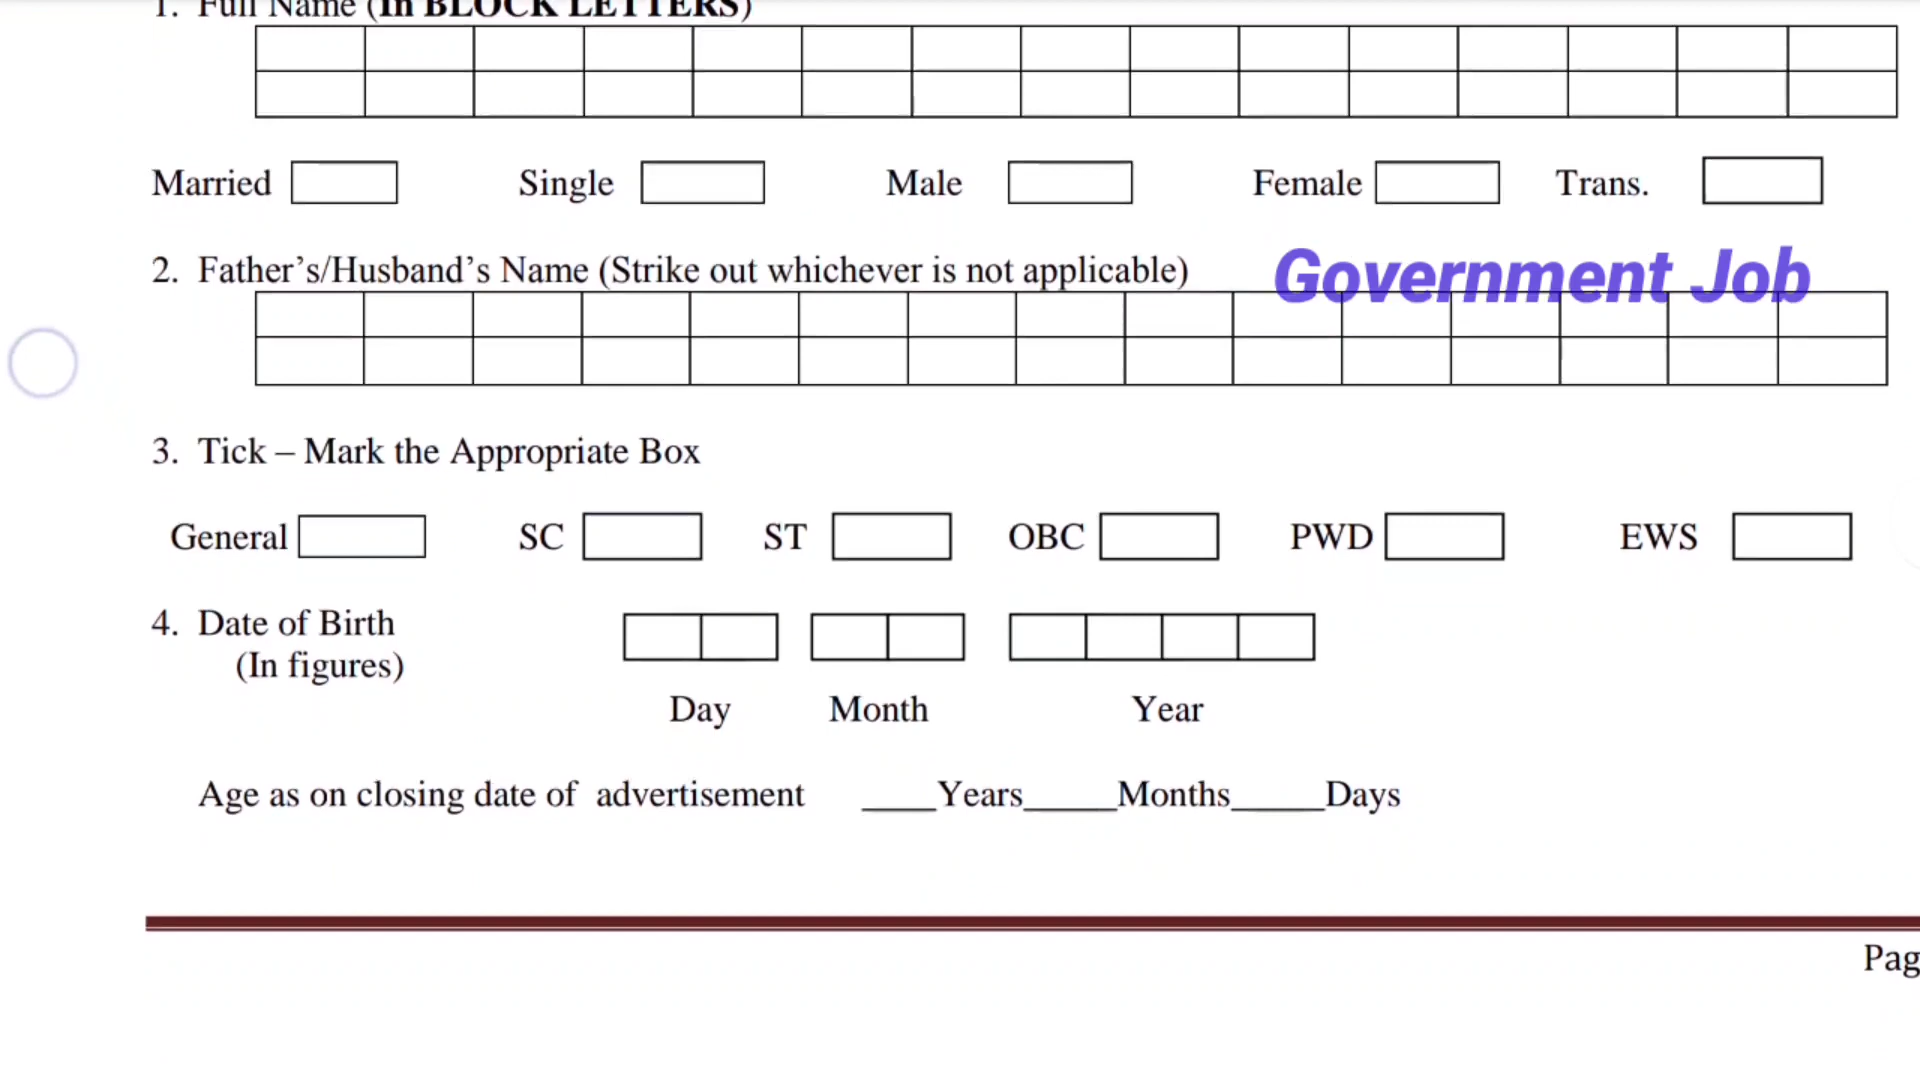 1. Full Name (In BLOCK LETTERS)
Married Single Male Female Trans.
2. Father’s/Husband’s Name (Strike out whichever is not applicable)
Government Job
3. Tick – Mark the Appropriate Box
General SC ST OBC PWD EWS
4. Date of Birth
(In figures)
Day Month Year
Age as on closing date of advertisement ____Years_____Months_____Days
Pag